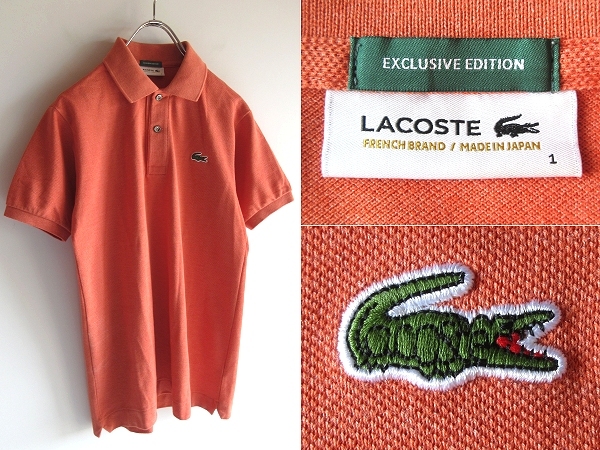 EXCLUSIVE EDITION
LACOSTE
FRENCH BRAND / MADE IN JAPAN
1